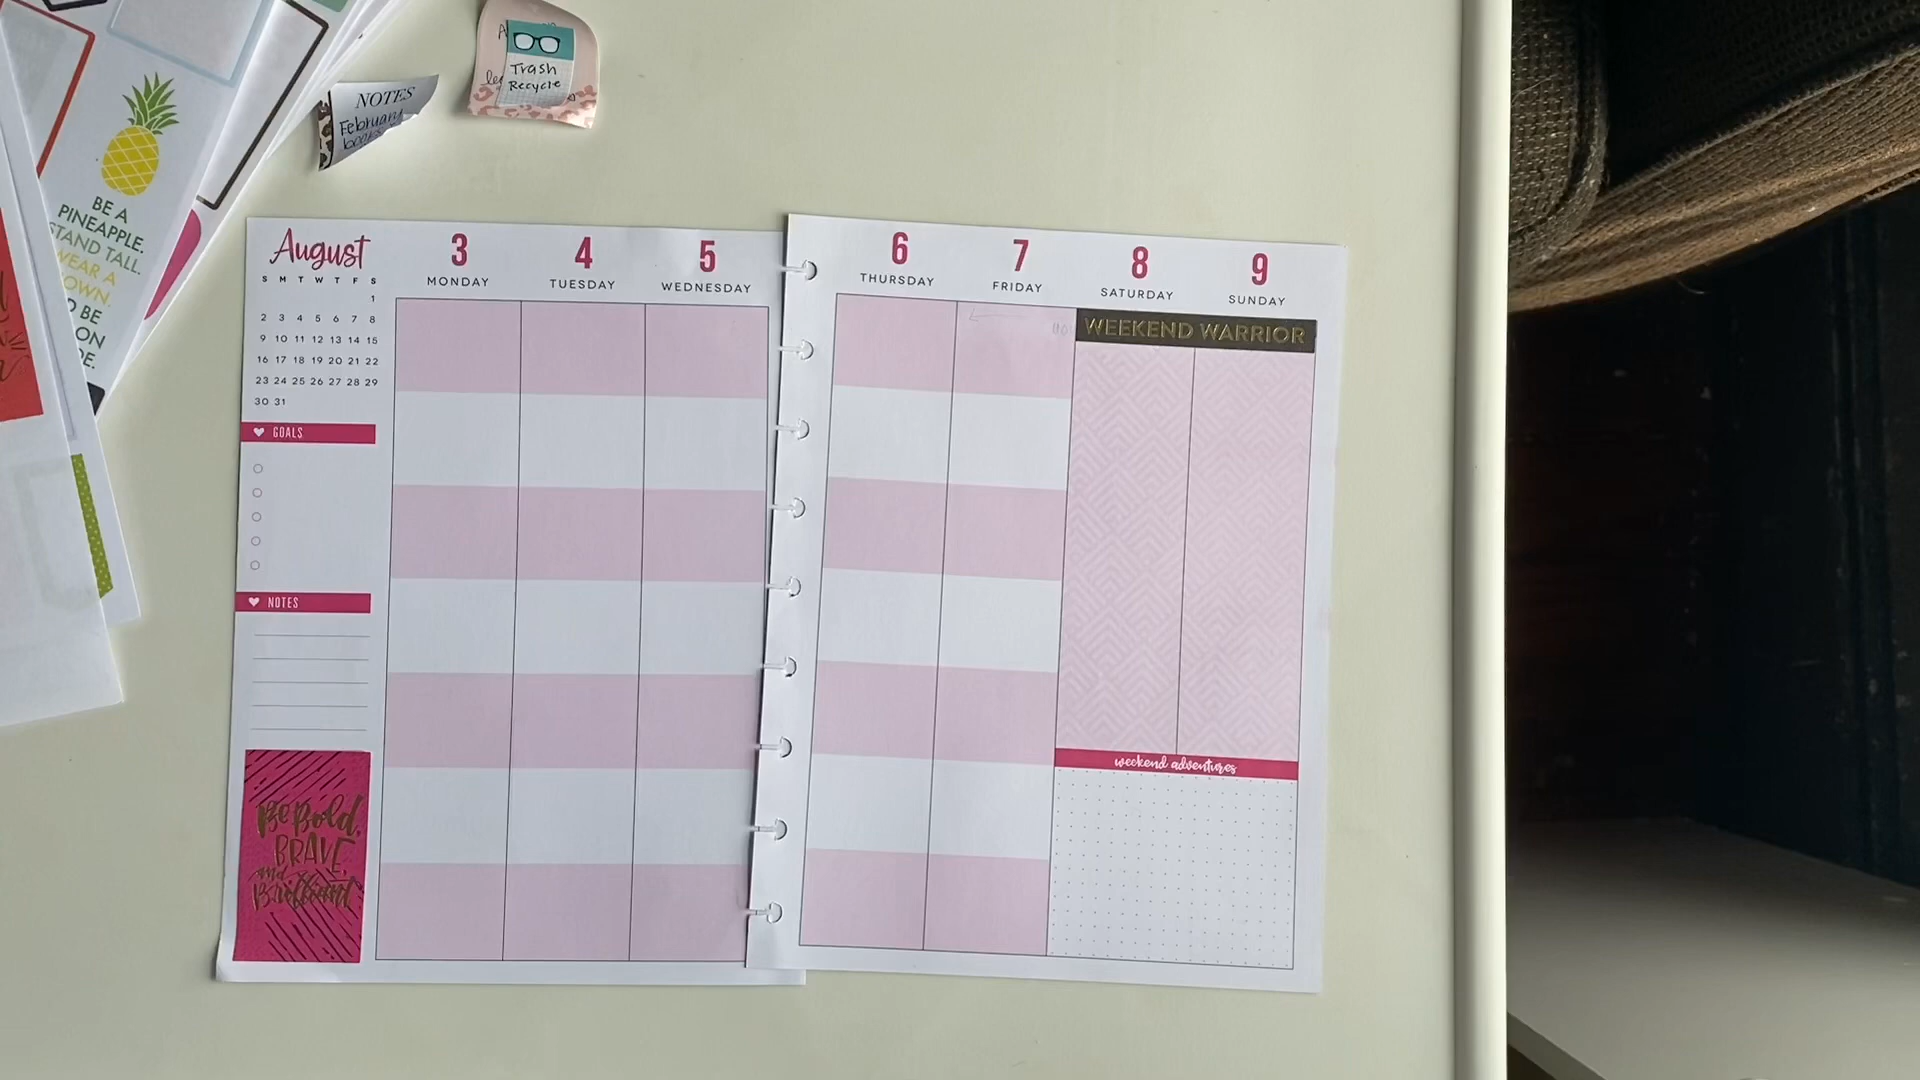 Trash
Recycle
NOTES
February
books
BE A
PINEAPPLE.
STAND TALL.
WEAR A
BE
August
S M T W T F S
1
2 3 4 5 6 7 8
9 10 11 12 13 14 15
16 17 18 19 20 21 22
23 24 25 26 27 28 29
30 31
GOALS
NOTES
Be Bold,
BRAVE,
and
Brilliant
3
MONDAY
4
TUESDAY
5
WEDNESDAY
6
THURSDAY
7
FRIDAY
8
SATURDAY
9
SUNDAY
WEEKEND WARRIOR
weekend adventures